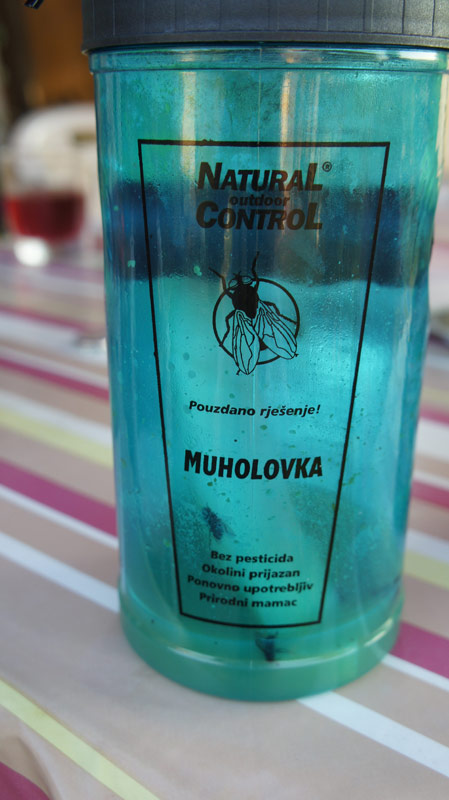 NATURAL®
outdoor
CONTROL
Pouzdano rješenje!
MUHOLOVKA
Bez pesticida
Okolini prijazan
Ponovno upotrebljiv
Prirodni mamac